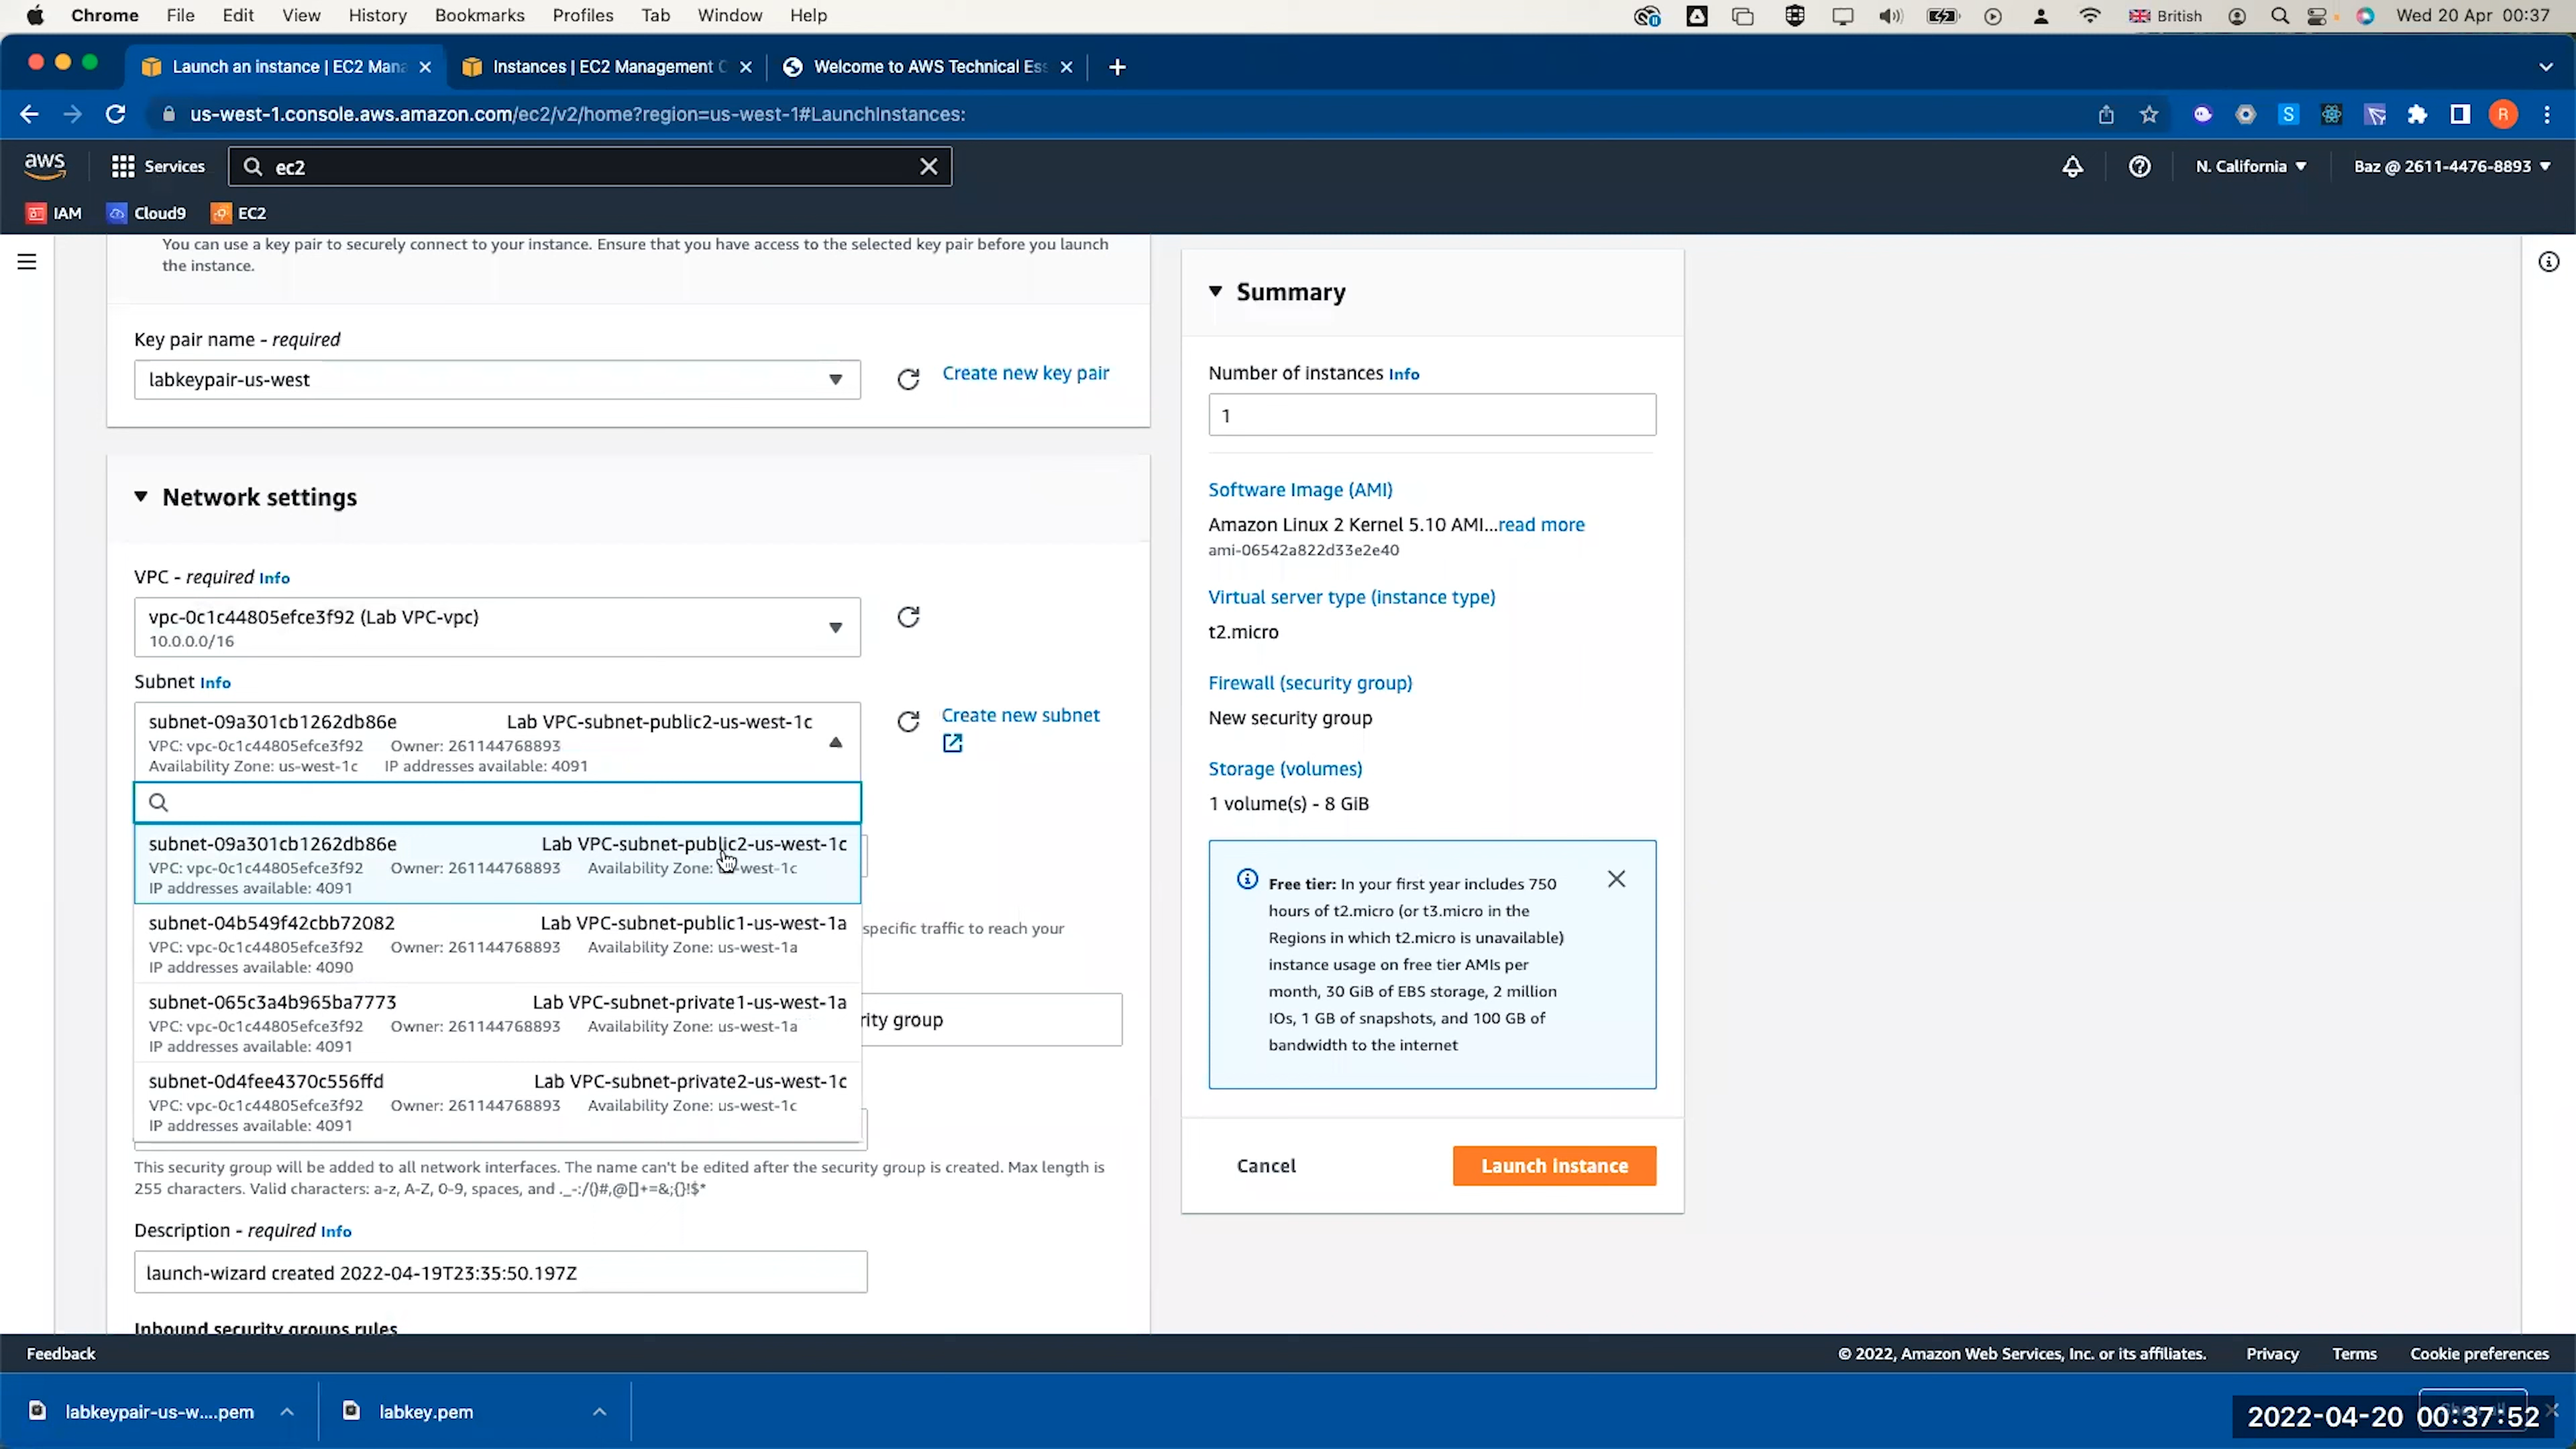 Chrome File Edit View History Bookmarks Profiles Tab Window Help
British Wed 20 Apr 00:37
Launch an instance | EC2 Mana
Instances | EC2 Management C
Welcome to AWS Technical Es
us-west-1.console.aws.amazon.com/ec2/v2/home?region=us-west-1#LaunchInstances:
S
R
aws
Services
ec2
N. California
Baz @ 2611-4476-8893
IAM
Cloud9
EC2
You can use a key pair to securely connect to your instance. Ensure that you have access to the selected key pair before you launch
the instance.
Key pair name - required
labkeypair-us-west
Create new key pair
Network settings
VPC - required Info
vpc-0c1c44805efce3f92 (Lab VPC-vpc)
10.0.0.0/16
Subnet Info
subnet-09a301cb1262db86e Lab VPC-subnet-public2-us-west-1c
VPC: vpc-0c1c44805efce3f92 Owner: 261144768893
Availability Zone: us-west-1c IP addresses available: 4091
Create new subnet
subnet-09a301cb1262db86e Lab VPC-subnet-public2-us-west-1c
VPC: vpc-0c1c44805efce3f92 Owner: 261144768893 Availability Zone: us-west-1c
IP addresses available: 4091
subnet-04b549f42cbb72082 Lab VPC-subnet-public1-us-west-1a
VPC: vpc-0c1c44805efce3f92 Owner: 261144768893 Availability Zone: us-west-1a
IP addresses available: 4090
specific traffic to reach your
subnet-065c3a4b965ba7773 Lab VPC-subnet-private1-us-west-1a
VPC: vpc-0c1c44805efce3f92 Owner: 261144768893 Availability Zone: us-west-1a
IP addresses available: 4091
rity group
subnet-0d4fee4370c556ffd Lab VPC-subnet-private2-us-west-1c
VPC: vpc-0c1c44805efce3f92 Owner: 261144768893 Availability Zone: us-west-1c
IP addresses available: 4091
This security group will be added to all network interfaces. The name can't be edited after the security group is created. Max length is
255 characters. Valid characters: a-z, A-Z, 0-9, spaces, and ._-:/()#,@[]+=&;{}!$*
Description - required Info
launch-wizard created 2022-04-19T23:35:50.197Z
Inbound security groups rules
Summary
Number of instances Info
1
Software Image (AMI)
Amazon Linux 2 Kernel 5.10 AMI...read more
ami-06542a822d33e2e40
Virtual server type (instance type)
t2.micro
Firewall (security group)
New security group
Storage (volumes)
1 volume(s) - 8 GiB
Free tier: In your first year includes 750
hours of t2.micro (or t3.micro in the
Regions in which t2.micro is unavailable)
instance usage on free tier AMIs per
month, 30 GiB of EBS storage, 2 million
IOs, 1 GB of snapshots, and 100 GB of
bandwidth to the internet
Cancel
Launch instance
Feedback
© 2022, Amazon Web Services, Inc. or its affiliates. Privacy Terms Cookie preferences
labkeypair-us-w....pem
labkey.pem
2022-04-20 00:37:52